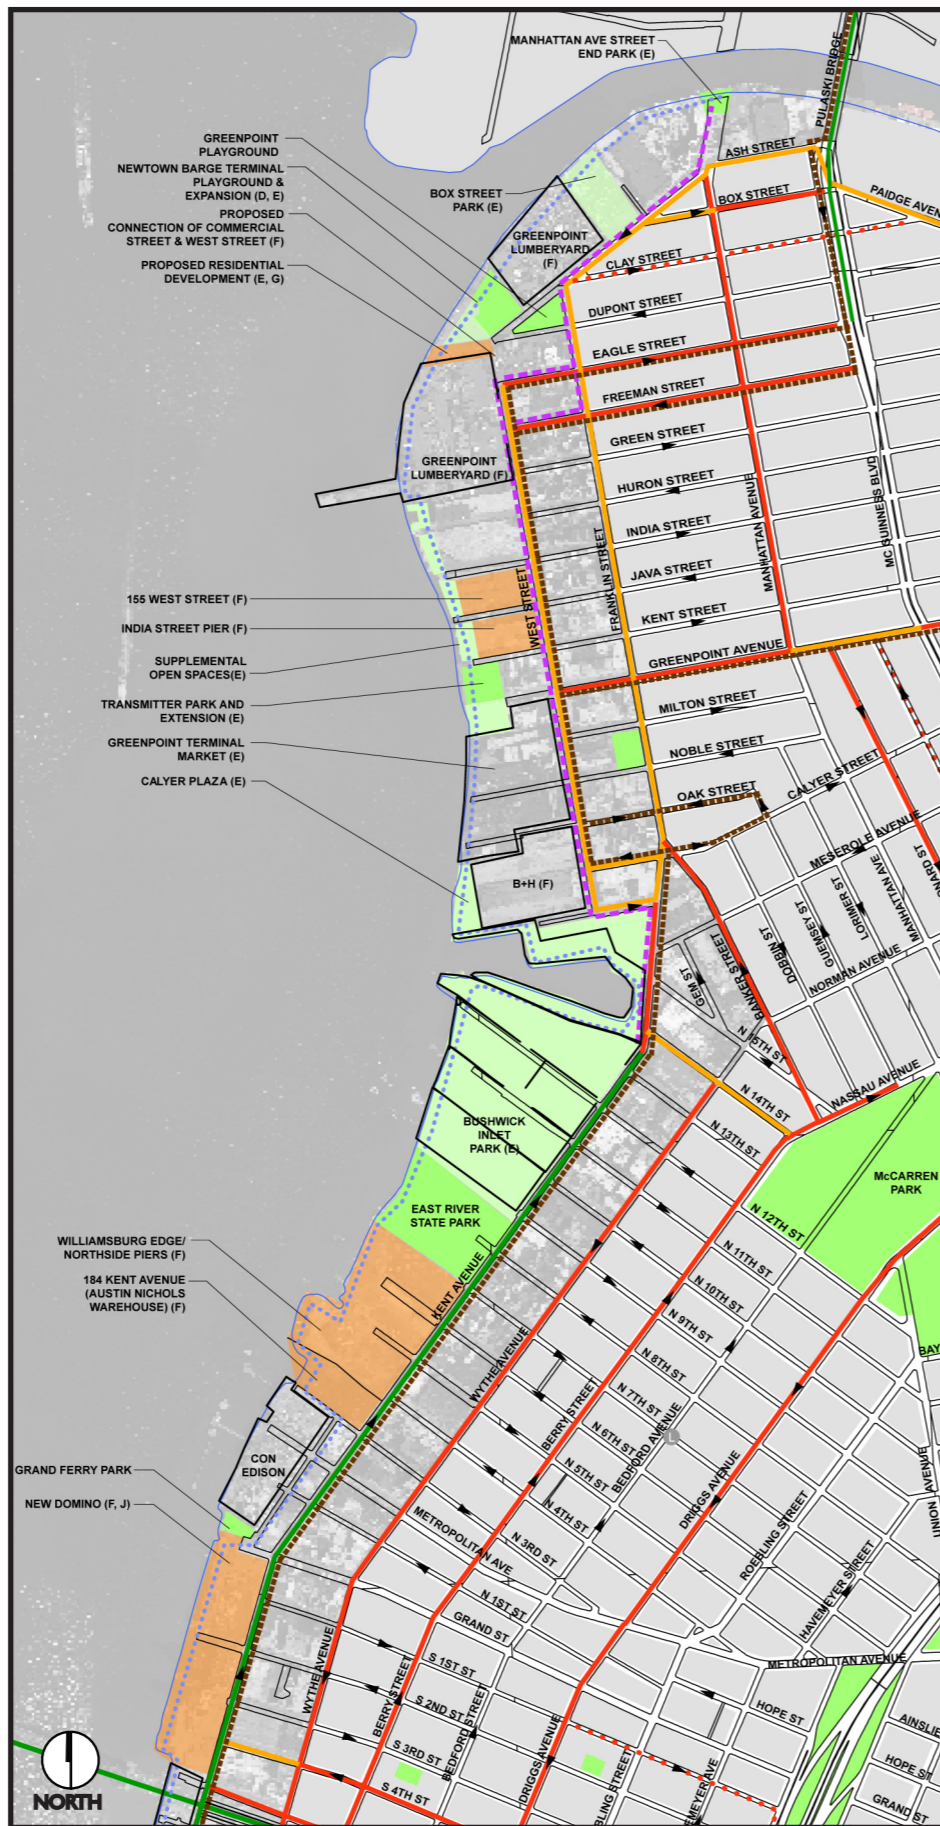 MANHATTAN AVE STREET
END PARK (E)
PULASKI BRIDGE
GREENPOINT
PLAYGROUND
NEWTOWN BARGE TERMINAL
PLAYGROUND &
EXPANSION (D, E)
PROPOSED
CONNECTION OF COMMERCIAL
STREET & WEST STREET (F)
PROPOSED RESIDENTIAL
DEVELOPMENT (E, G)
BOX STREET
PARK (E)
ASH STREET
BOX STREET
PAIDGE AVEN
GREENPOINT
LUMBERYARD
(F)
CLAY STREET
DUPONT STREET
EAGLE STREET
FREEMAN STREET
GREEN STREET
GREENPOINT
LUMBERYARD (F)
HURON STREET
INDIA STREET
JAVA STREET
KENT STREET
GREENPOINT AVENUE
MANHATTAN AVENUE
MC GUINNESS BLVD
FRANKLIN STREET
WEST STREET
155 WEST STREET (F)
INDIA STREET PIER (F)
SUPPLEMENTAL
OPEN SPACES(E)
TRANSMITTER PARK AND
EXTENSION (E)
GREENPOINT TERMINAL
MARKET (E)
CALYER PLAZA (E)
MILTON STREET
NOBLE STREET
OAK STREET
CALYER STREET
MESEROLE AVENUE
B+H (F)
GEM ST
BANKER STREET
DOBBIN ST
GUERNSEY ST
LORIMER ST
MANHATTAN AVE
ONARD ST
NORMAN AVENUE
N 15TH ST
NASSAU AVENUE
N 14TH ST
N 13TH ST
BUSHWICK
INLET
PARK (E)
McCARREN
PARK
EAST RIVER
STATE PARK
N 12TH ST
N 11TH ST
N 10TH ST
N 9TH ST
N 8TH ST
N 7TH ST
N 6TH ST
N 5TH ST
N 4TH ST
N 3RD ST
WILLIAMSBURG EDGE/
NORTHSIDE PIERS (F)
184 KENT AVENUE
(AUSTIN NICHOLS
WAREHOUSE) (F)
KENT AVENUE
WYTHE AVENUE
BERRY STREET
BEDFORD AVENUE
DRIGGS AVENUE
BAY
UNION AVENUE
ROEBLING STREET
HAVEMEYER STREET
CON
EDISON
GRAND FERRY PARK
NEW DOMINO (F, J)
METROPOLITAN AVE
N 1ST ST
GRAND ST
S 1ST ST
S 2ND ST
S 3RD ST
S 4TH ST
WYTHE AVENUE
BERRY STREET
BEDFORD STREET
DRIGGS AVENUE
BLING STREET
EMEYER AVE
METROPOLITAN AVENUE
HOPE ST
AINSLIE
HOPE ST
GRAND ST
NORTH